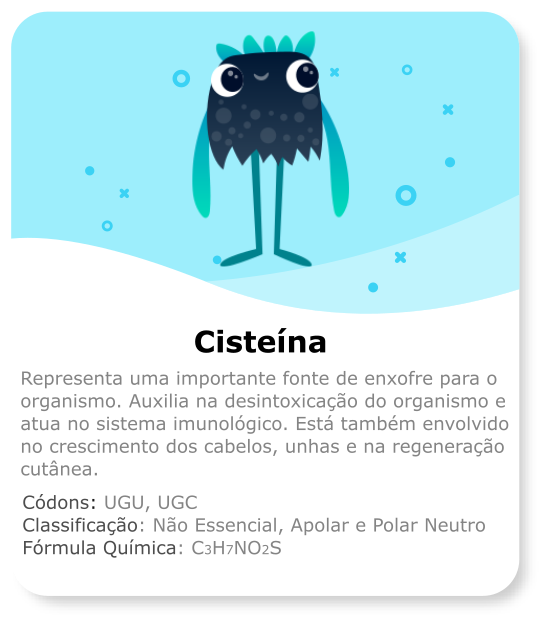 Cisteína
Representa uma importante fonte de enxofre para o
organismo. Auxilia na desintoxicação do organismo e
atua no sistema imunológico. Está também envolvido
no crescimento dos cabelos, unhas e na regeneração
cutânea.
Códons: UGU, UGC
Classificação: Não Essencial, Apolar e Polar Neutro
Fórmula Química: C3H7NO2S